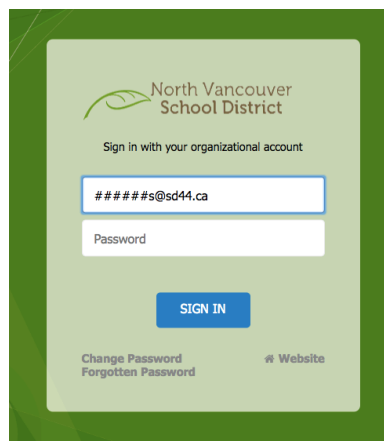 North Vancouver
School District
Sign in with your organizational account
######s@sd44.ca
Password
SIGN IN
Change Password
Website
Forgotten Password